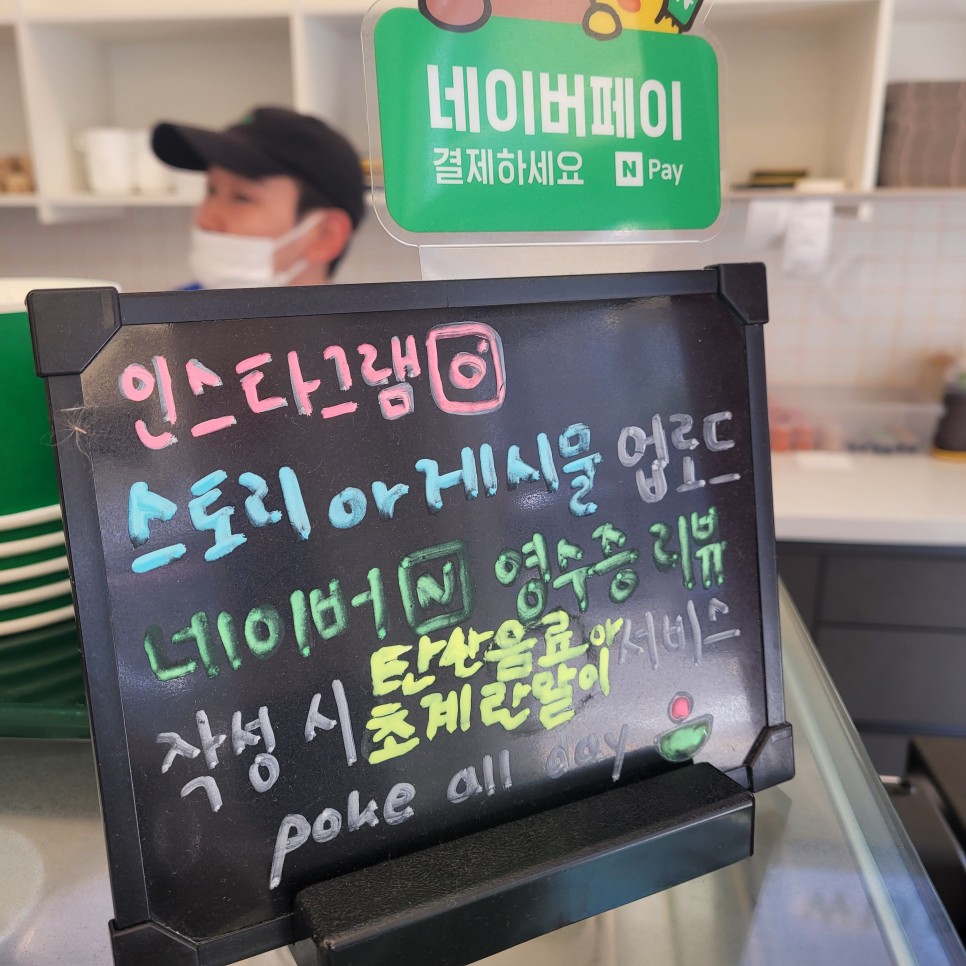 네이버페이
결제하세요 N Pay
인스타그램
스토리 or 게시물 업로드
네이버 N 영수증 리뷰
작성 시 탄산음료 or 서비스
초계란말이
poke all day